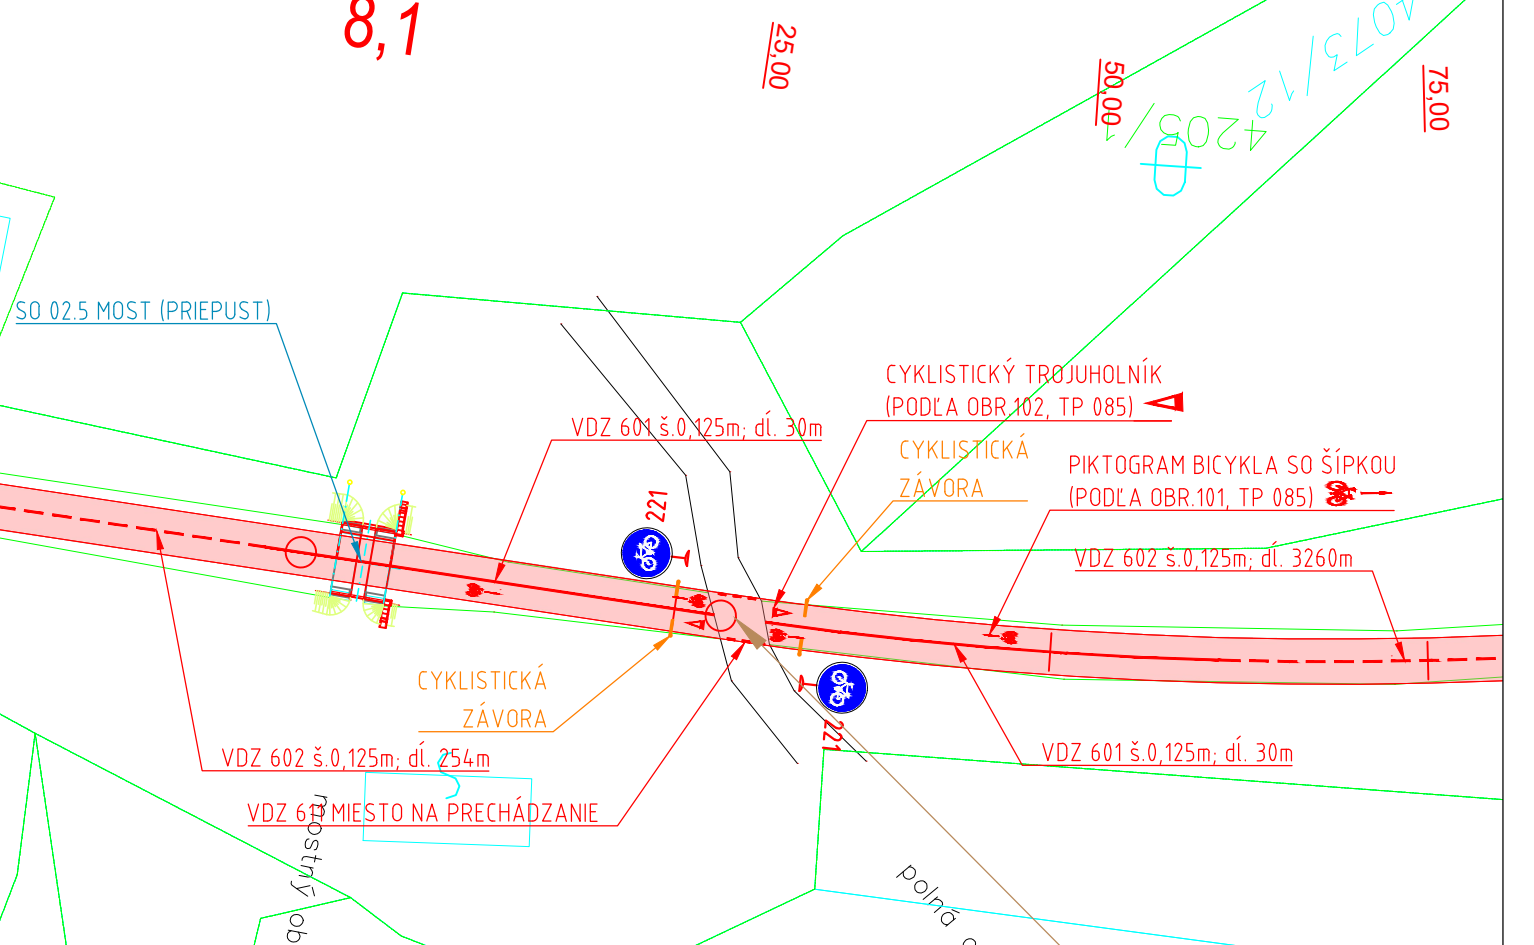 8,1
25,00
50,00
75,00
4073/12
4205/1
SO 02.5 MOST (PRIEPUST)
CYKLISTICKÝ TROJUHOLNÍK
(PODĽA OBR.102, TP 085)
VDZ 601 š.0,125m; dĺ. 30m
CYKLISTICKÁ
ZÁVORA
PIKTOGRAM BICYKLA SO ŠÍPKOU
(PODĽA OBR.101, TP 085)
221
VDZ 602 š.0,125m; dĺ. 3260m
CYKLISTICKÁ
ZÁVORA
221
VDZ 602 š.0,125m; dĺ. 254m
VDZ 601 š.0,125m; dĺ. 30m
VDZ 611 MIESTO NA PRECHÁDZANIE
mostný ob
poľná